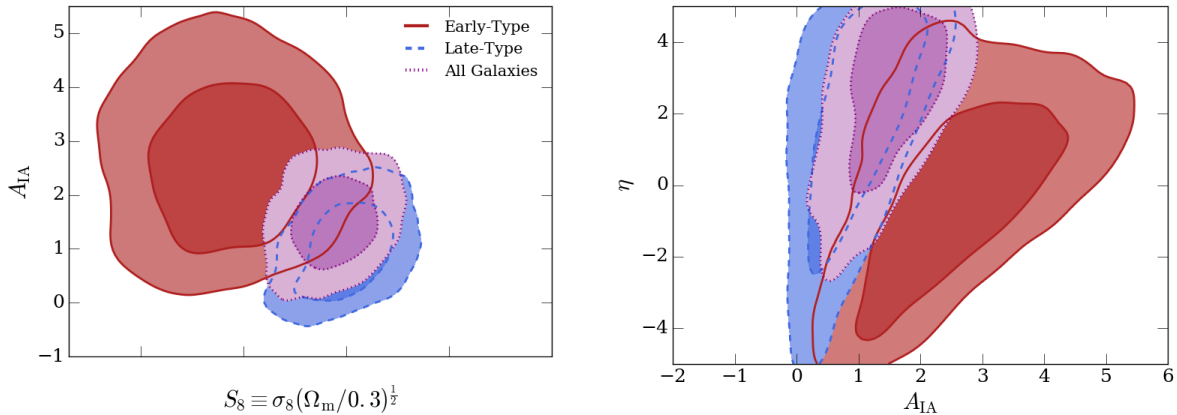 5
4
3
2
1
0
−1
A_IA
Early-Type
Late-Type
All Galaxies
S_8 ≡ σ_8(Ω_m/0.3)^{1/2}
4
2
0
−2
−4
η
−2 −1 0 1 2 3 4 5 6
A_IA